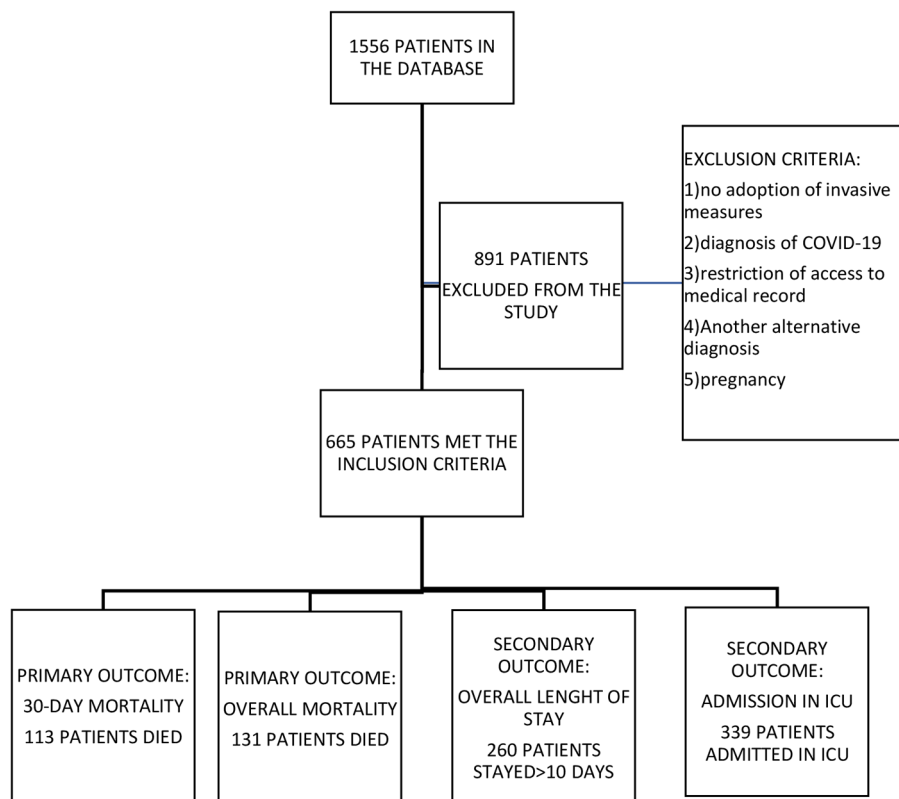 1556 PATIENTS IN
THE DATABASE
EXCLUSION CRITERIA:
1)no adoption of invasive
measures
2)diagnosis of COVID-19
3)restriction of access to
medical record
4)Another alternative
diagnosis
5)pregnancy
891 PATIENTS
EXCLUDED FROM THE
STUDY
665 PATIENTS MET THE
INCLUSION CRITERIA
PRIMARY OUTCOME:
30-DAY MORTALITY
113 PATIENTS DIED
PRIMARY OUTCOME:
OVERALL MORTALITY
131 PATIENTS DIED
SECONDARY
OUTCOME:
OVERALL LENGHT OF
STAY
260 PATIENTS
STAYED>10 DAYS
SECONDARY
OUTCOME:
ADMISSION IN ICU
339 PATIENTS
ADMITTED IN ICU